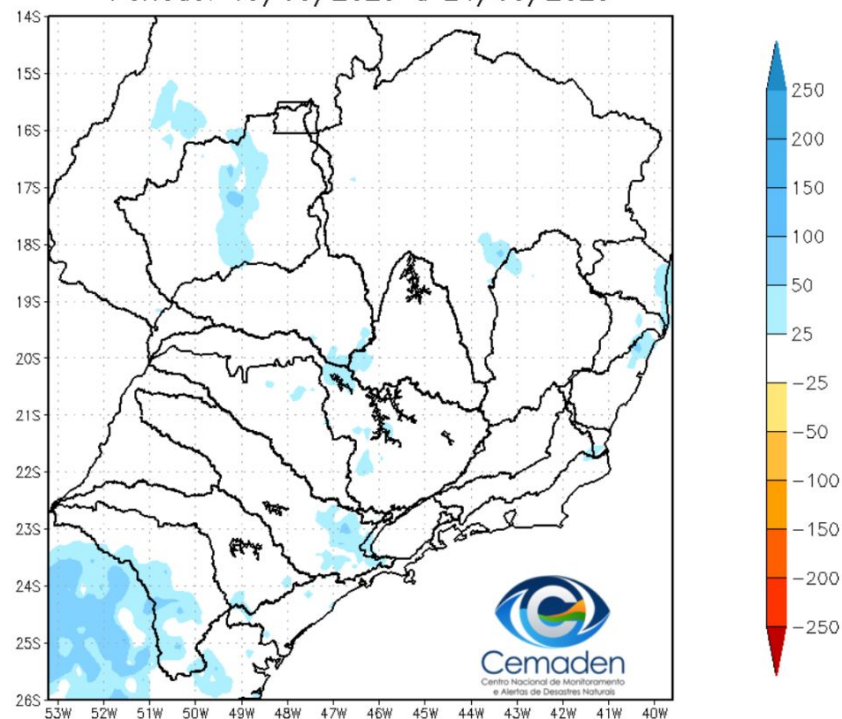 14S
15S
16S
17S
18S
19S
20S
21S
22S
23S
24S
25S
26S
53W 52W 51W 50W 49W 48W 47W 46W 45W 44W 43W 42W 41W 40W
250
200
150
100
50
25
-25
-50
-100
-150
-200
-250
Cemaden
Centro Nacional de Monitoramento
e Alertas de Desastres Naturais